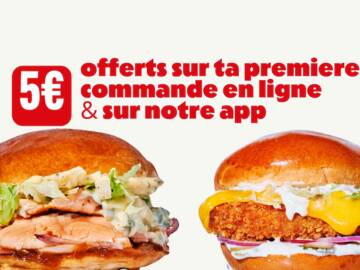 5€
offerts sur ta premiere
commande en ligne
& sur notre app